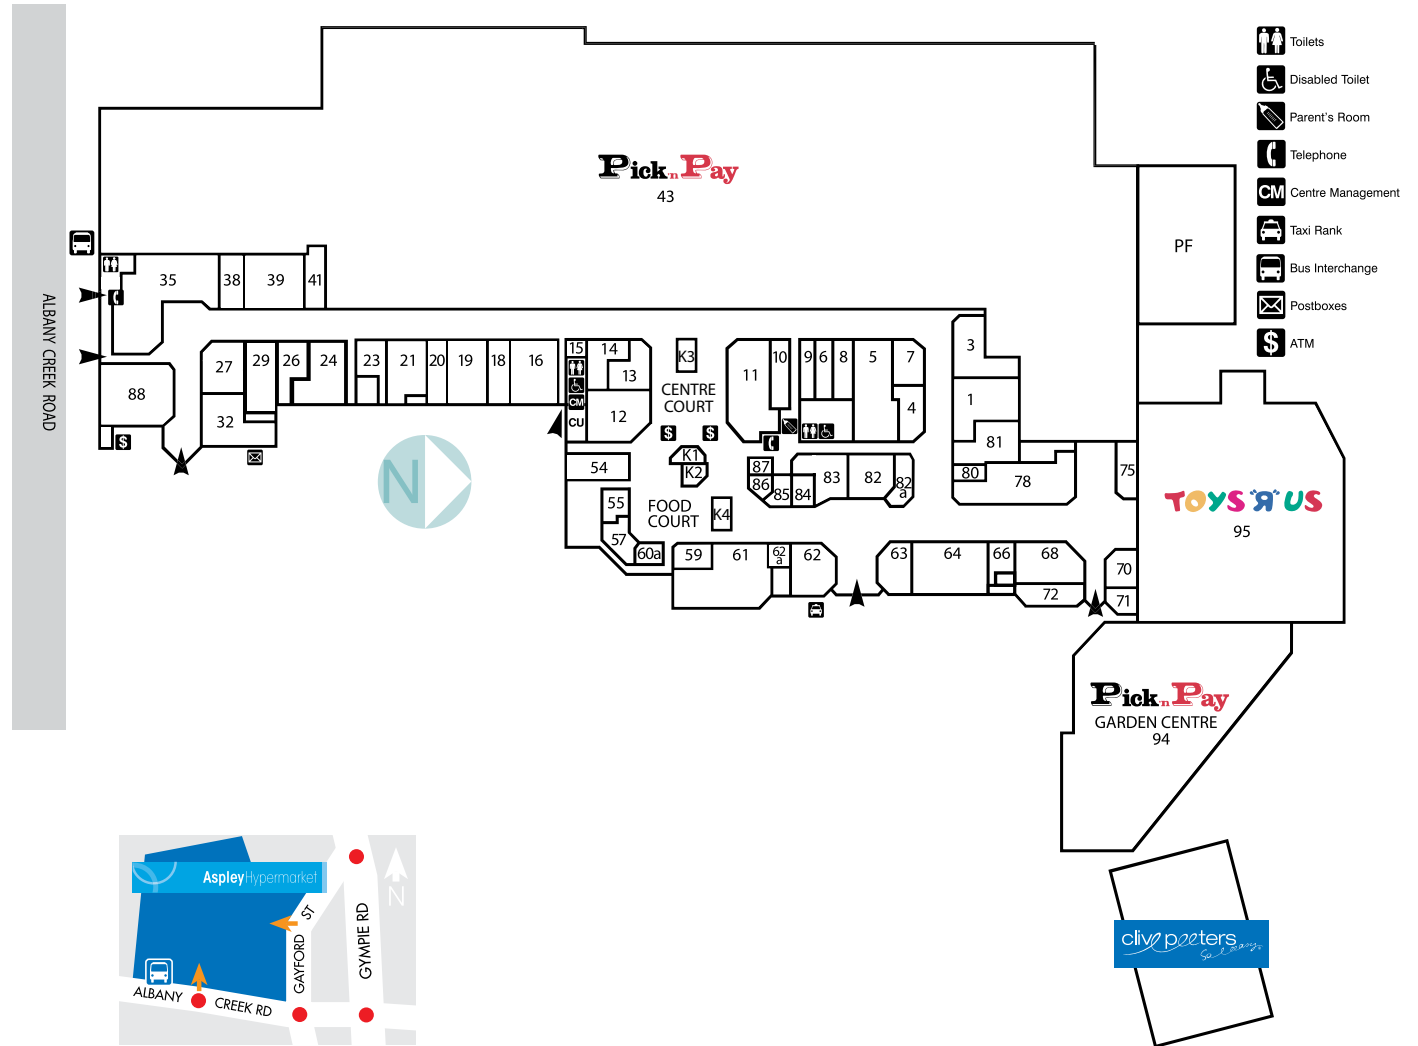 Toilets
Disabled Toilet
Parent's Room
Telephone
CM Centre Management
Taxi Rank
Bus Interchange
Postboxes
$ ATM
ALBANY CREEK ROAD
Pick 'n Pay
43
PF
35
38
39
41
27
29
26
24
23
21
20
19
18
16
15
14
13
12
CM
CU
K3
CENTRE
COURT
11
10
9
6
8
5
7
4
3
1
81
80
78
75
88
$
32
N
$
$
K1
K2
54
87
86
85
84
83
82
82
a
55
57
60a
FOOD
COURT
K4
59
61
62
a
62
63
64
66
68
72
70
71
TOYS "R" US
95
Pick 'n Pay
GARDEN CENTRE
94
clive peeters
So eeasy.
Aspley Hypermarket
N
GAYFORD ST
GYMPIE RD
ALBANY CREEK RD